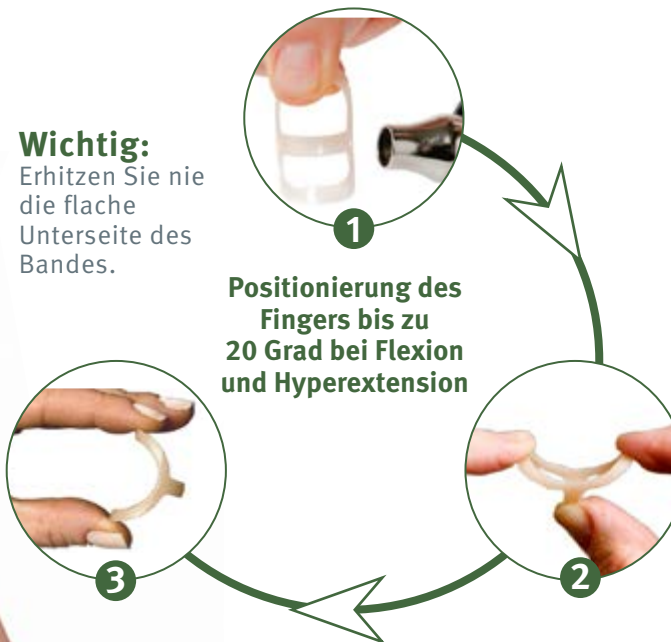 Wichtig:
Erhitzen Sie nie
die flache
Unterseite des
Bandes.
1
Positionierung des
Fingers bis zu
20 Grad bei Flexion
und Hyperextension
3
2